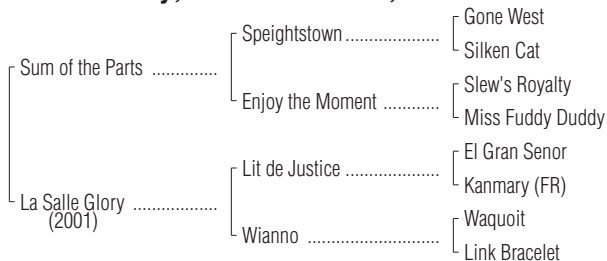 Gone West
Speightstown
Silken Cat
Sum of the Parts
Slew's Royalty
Enjoy the Moment
Miss Fuddy Duddy
El Gran Senor
Lit de Justice
Kanmary (FR)
La Salle Glory
(2001)
Waquoit
Wianno
Link Bracelet